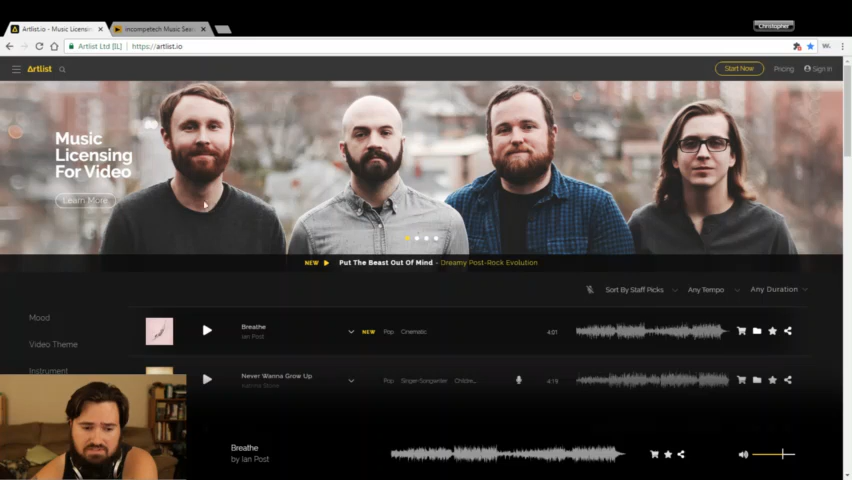 Christopher
Artlist.io - Music Licensin
incompetech Music Sea
Artlist Ltd [IL]
https://artlist.io
W.
Artlist
Start Now
Pricing
Sign In
Music
Licensing
For Video
Learn More
NEW
Put The Beast Out Of Mind - Dreamy Post-Rock Evolution
Sort By Staff Picks
Any Tempo
Any Duration
Mood
Video Theme
Instrument
Breathe
Ian Post
NEW
Pop
Cinematic
4:01
Never Wanna Grow Up
Pop
Singer-Songwriter
Childre...
4:19
Breathe
by Ian Post